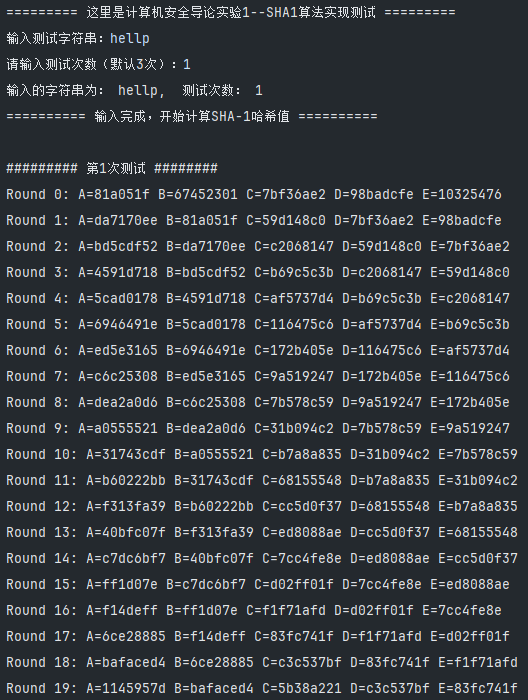 ========= 这里是计算机安全导论实验1--SHA1算法实现测试 =========
输入测试字符串：hellp
请输入测试次数（默认3次）：1
输入的字符串为： hellp， 测试次数： 1
========== 输入完成，开始计算SHA-1哈希值 ==========
######### 第1次测试 ########
Round 0: A=81a051f B=67452301 C=7bf36ae2 D=98badcfe E=10325476
Round 1: A=da7170ee B=81a051f C=59d148c0 D=7bf36ae2 E=98badcfe
Round 2: A=bd5cdf52 B=da7170ee C=c2068147 D=59d148c0 E=7bf36ae2
Round 3: A=4591d718 B=bd5cdf52 C=b69c5c3b D=c2068147 E=59d148c0
Round 4: A=5cad0178 B=4591d718 C=af5737d4 D=b69c5c3b E=c2068147
Round 5: A=6946491e B=5cad0178 C=116475c6 D=af5737d4 E=b69c5c3b
Round 6: A=ed5e3165 B=6946491e C=172b405e D=116475c6 E=af5737d4
Round 7: A=c6c25308 B=ed5e3165 C=9a519247 D=172b405e E=116475c6
Round 8: A=dea2a0d6 B=c6c25308 C=7b578c59 D=9a519247 E=172b405e
Round 9: A=a0555521 B=dea2a0d6 C=31b094c2 D=7b578c59 E=9a519247
Round 10: A=31743cdf B=a0555521 C=b7a8a835 D=31b094c2 E=7b578c59
Round 11: A=b60222bb B=31743cdf C=68155548 D=b7a8a835 E=31b094c2
Round 12: A=f313fa39 B=b60222bb C=cc5d0f37 D=68155548 E=b7a8a835
Round 13: A=40bfc07f B=f313fa39 C=ed8088ae D=cc5d0f37 E=68155548
Round 14: A=c7dc6bf7 B=40bfc07f C=7cc4fe8e D=ed8088ae E=cc5d0f37
Round 15: A=ff1d07e B=c7dc6bf7 C=d02ff01f D=7cc4fe8e E=ed8088ae
Round 16: A=f14deff B=ff1d07e C=f1f71afd D=d02ff01f E=7cc4fe8e
Round 17: A=6ce28885 B=f14deff C=83fc741f D=f1f71afd E=d02ff01f
Round 18: A=bafaced4 B=6ce28885 C=c3c537bf D=83fc741f E=f1f71afd
Round 19: A=1145957d B=bafaced4 C=5b38a221 D=c3c537bf E=83fc741f